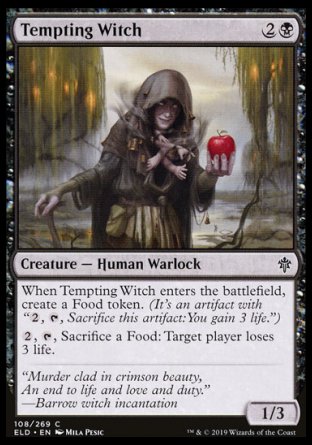 Tempting Witch 2
Creature — Human Warlock
When Tempting Witch enters the battlefield,
create a Food token. (It's an artifact with
"2, , Sacrifice this artifact: You gain 3 life.")
2, , Sacrifice a Food: Target player loses
3 life.
"Murder clad in crimson beauty,
An end to life and love and duty."
—Barrow witch incantation
1/3
108/269 C
ELD • EN Mila Pesic
™ & © 2019 Wizards of the Coast